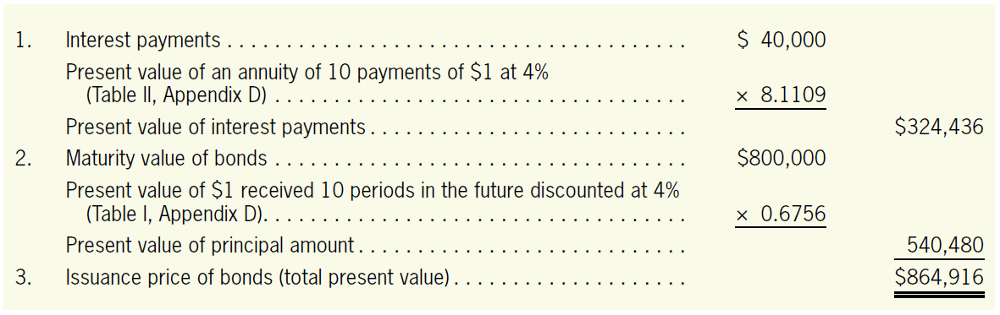 1. Interest payments . . . . . . . . . . . . . . . . . . . . . . . . . . . . . . . . . . . . . . . $ 40,000
Present value of an annuity of 10 payments of $1 at 4%
(Table II, Appendix D) . . . . . . . . . . . . . . . . . . . . . . . . . . . . . . . . . . . × 8.1109
Present value of interest payments . . . . . . . . . . . . . . . . . . . . . . . . . . . $324,436
2. Maturity value of bonds . . . . . . . . . . . . . . . . . . . . . . . . . . . . . . . . . . . $800,000
Present value of $1 received 10 periods in the future discounted at 4%
(Table I, Appendix D). . . . . . . . . . . . . . . . . . . . . . . . . . . . . . . . . . . . × 0.6756
Present value of principal amount . . . . . . . . . . . . . . . . . . . . . . . . . . . . 540,480
3. Issuance price of bonds (total present value) . . . . . . . . . . . . . . . . . . . . $864,916